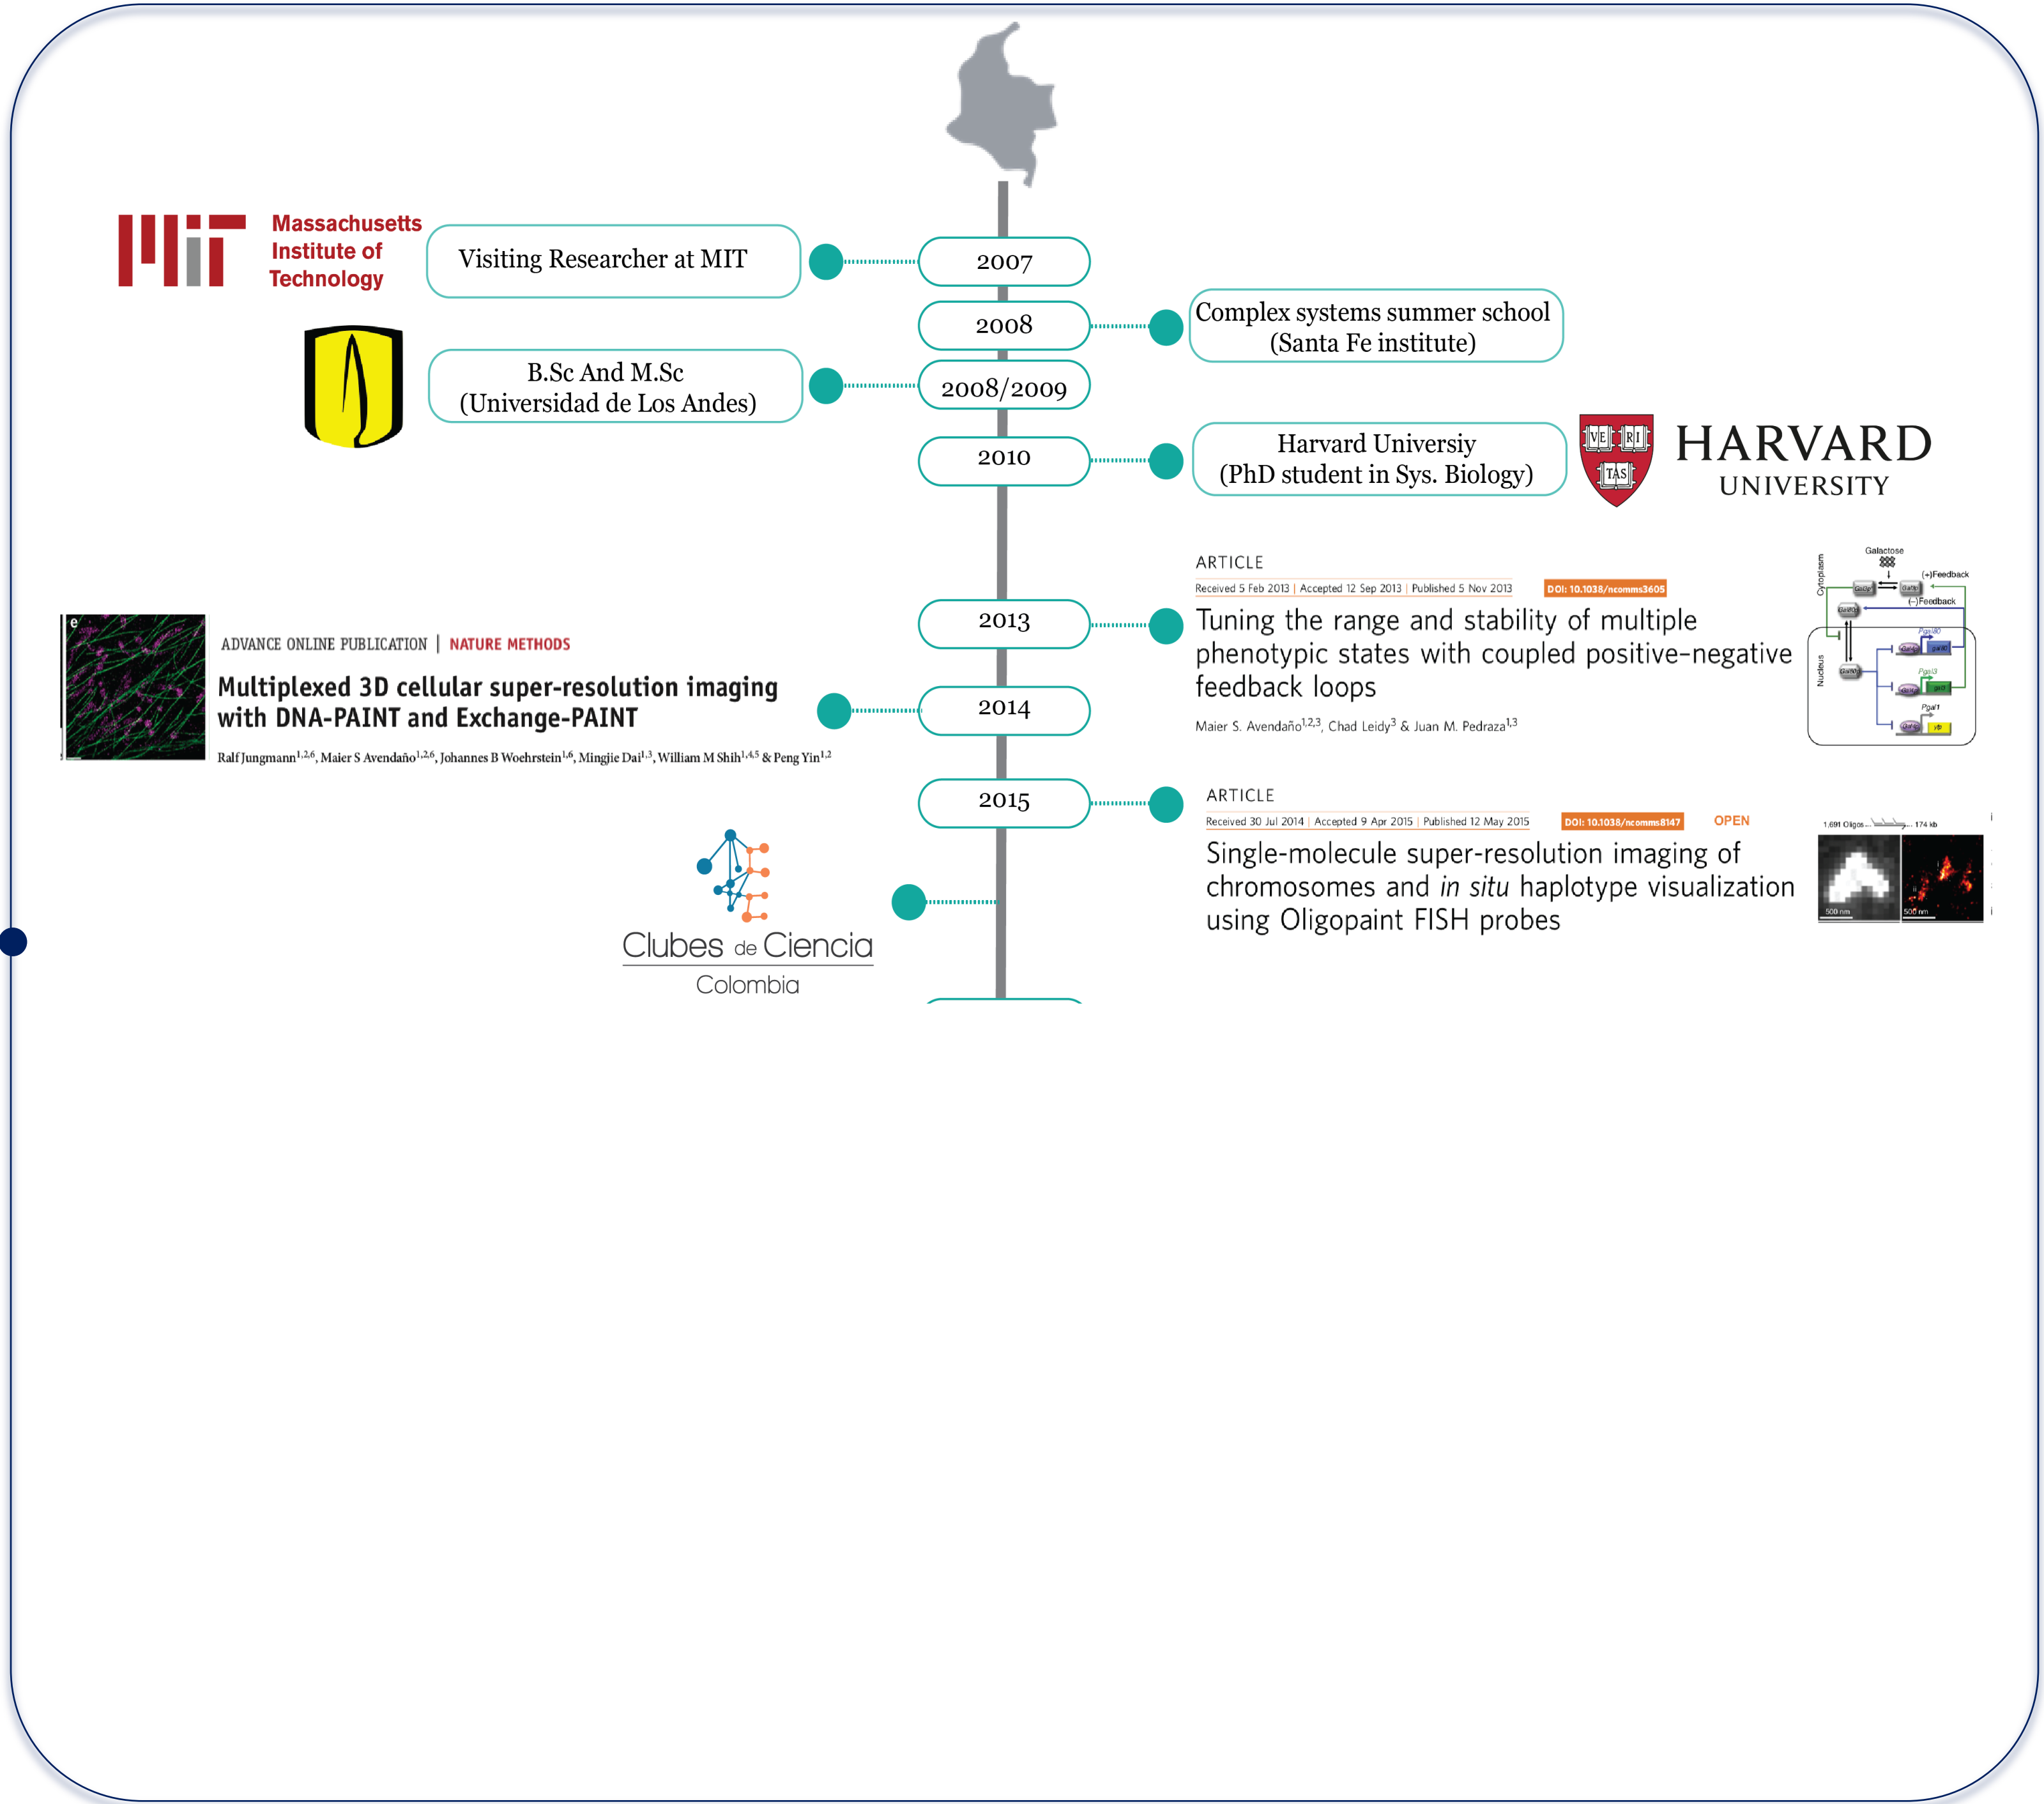 Massachusetts
Institute of
Technology
Visiting Researcher at MIT
2007
2008
Complex systems summer school
(Santa Fe institute)
B.Sc And M.Sc
(Universidad de Los Andes)
2008/2009
2010
Harvard Universiy
(PhD student in Sys. Biology)
VE RI
TAS
HARVARD
UNIVERSITY
2013
ARTICLE
Received 5 Feb 2013 | Accepted 12 Sep 2013 | Published 5 Nov 2013
DOI: 10.1038/ncomms3605
Tuning the range and stability of multiple
phenotypic states with coupled positive–negative
feedback loops
Maier S. Avendaño1,2,3, Chad Leidy3 & Juan M. Pedraza1,3
Galactose
Cytoplasm
(+)Feedback
(–)Feedback
Nucleus
Pgal80
Pgal3
Pgal1
yfp
e
ADVANCE ONLINE PUBLICATION | NATURE METHODS
Multiplexed 3D cellular super-resolution imaging
with DNA-PAINT and Exchange-PAINT
Ralf Jungmann1,2,6, Maier S Avendaño1,2,6, Johannes B Woehrstein1,6, Mingjie Dai1,3, William M Shih1,4,5 & Peng Yin1,2
2014
2015
ARTICLE
Received 30 Jul 2014 | Accepted 9 Apr 2015 | Published 12 May 2015
DOI: 10.1038/ncomms8147
OPEN
Single-molecule super-resolution imaging of
chromosomes and in situ haplotype visualization
using Oligopaint FISH probes
1,691 Oligos 174 kb
500 nm
500 nm
Clubes de Ciencia
Colombia